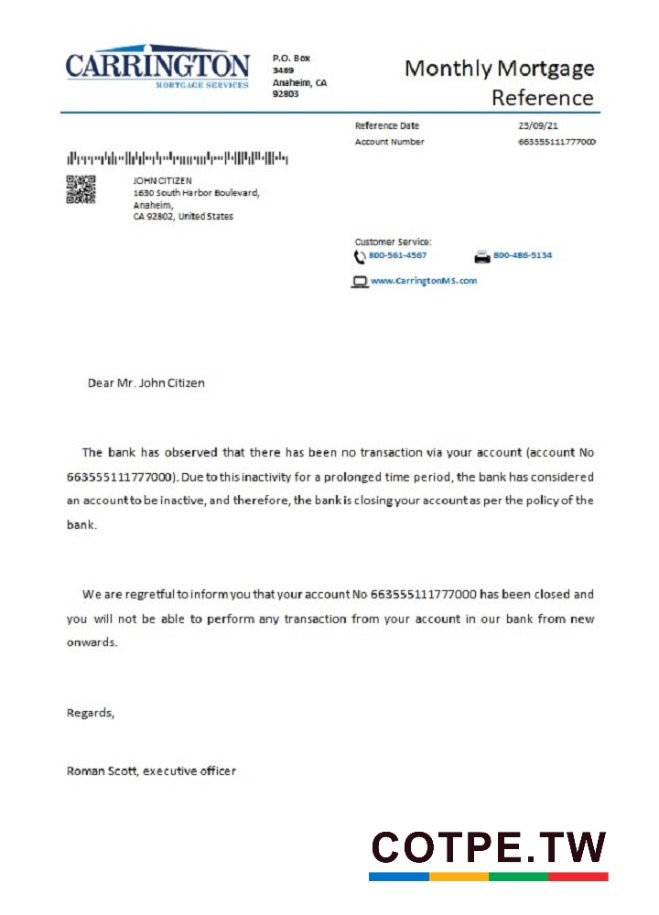 CARRINGTON
MORTGAGE SERVICES
P.O. Box
3489
Anaheim, CA
92803
Monthly Mortgage
Reference
Reference Date 23/09/21
Account Number 663555111777000
JOHN CITIZEN
1630 South Harbor Boulevard,
Anaheim,
CA 92802, United States
Customer Service:
800-561-4567 800-486-5134
www.CarringtonMS.com
Dear Mr. John Citizen
The bank has observed that there has been no transaction via your account (account No
663555111777000). Due to this inactivity for a prolonged time period, the bank has considered
an account to be inactive, and therefore, the bank is closing your account as per the policy of the
bank.
We are regretful to inform you that your account No 663555111777000 has been closed and
you will not be able to perform any transaction from your account in our bank from new
onwards.
Regards,
Roman Scott, executive officer
COTPE.TW